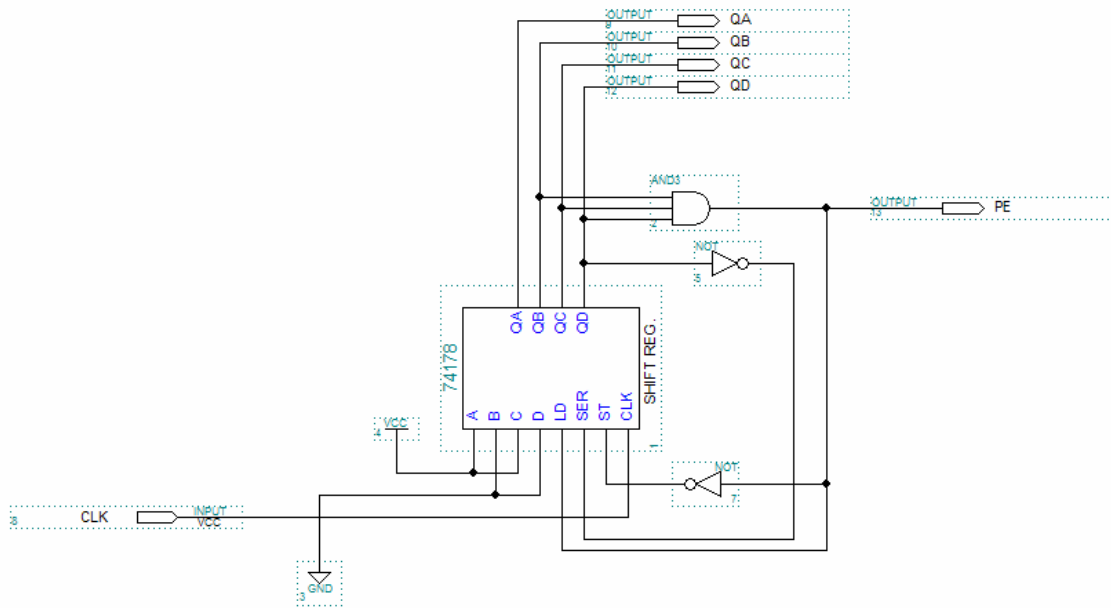 OUTPUT
9
QA
OUTPUT
10
QB
OUTPUT
11
QC
OUTPUT
12
QD
AND3
2
OUTPUT
13
PE
NOT
5
QA QB QC QD
74178
SHIFT REG.
A B C D LD SER ST CLK
1
VCC
4
NOT
7
8
CLK
INPUT
VCC
3
GND